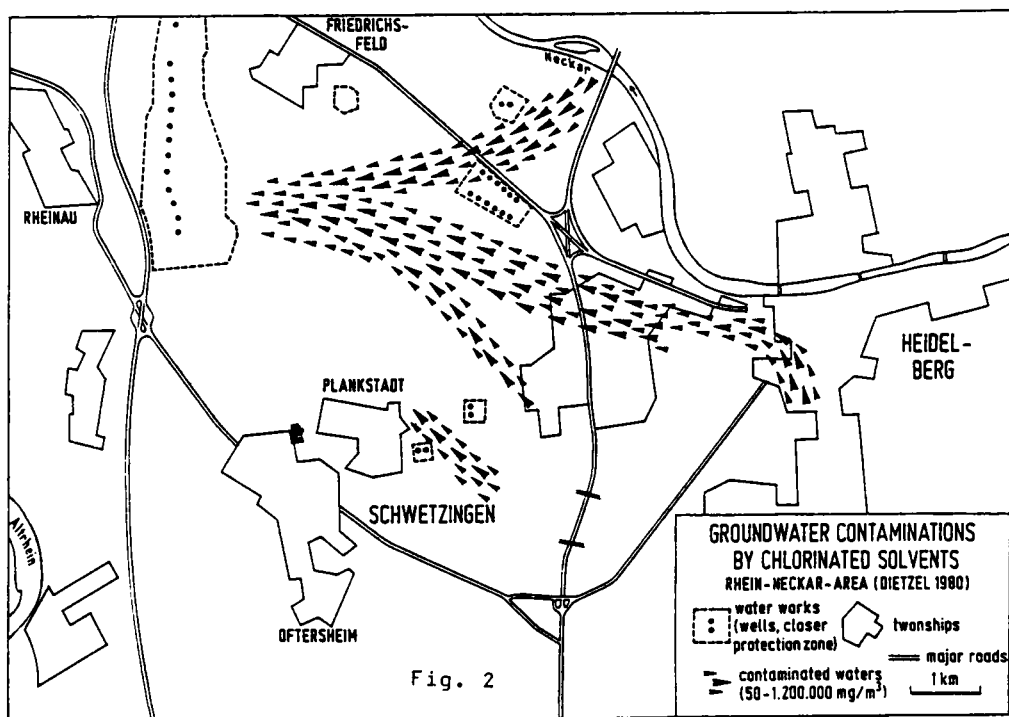 FRIEDRICHS-
FELD
Neckar
RHEINAU
HEIDEL-
BERG
PLANKSTADT
SCHWETZINGEN
Altrhein
OFTERSHEIM
Fig. 2
GROUNDWATER CONTAMINATIONS
BY CHLORINATED SOLVENTS
RHEIN-NECKAR-AREA (DIETZEL 1980)
water works
(wells, closer
protection zone)
twonships
major roads
contaminated waters
(50-1.200.000 mg/m³)
1 km